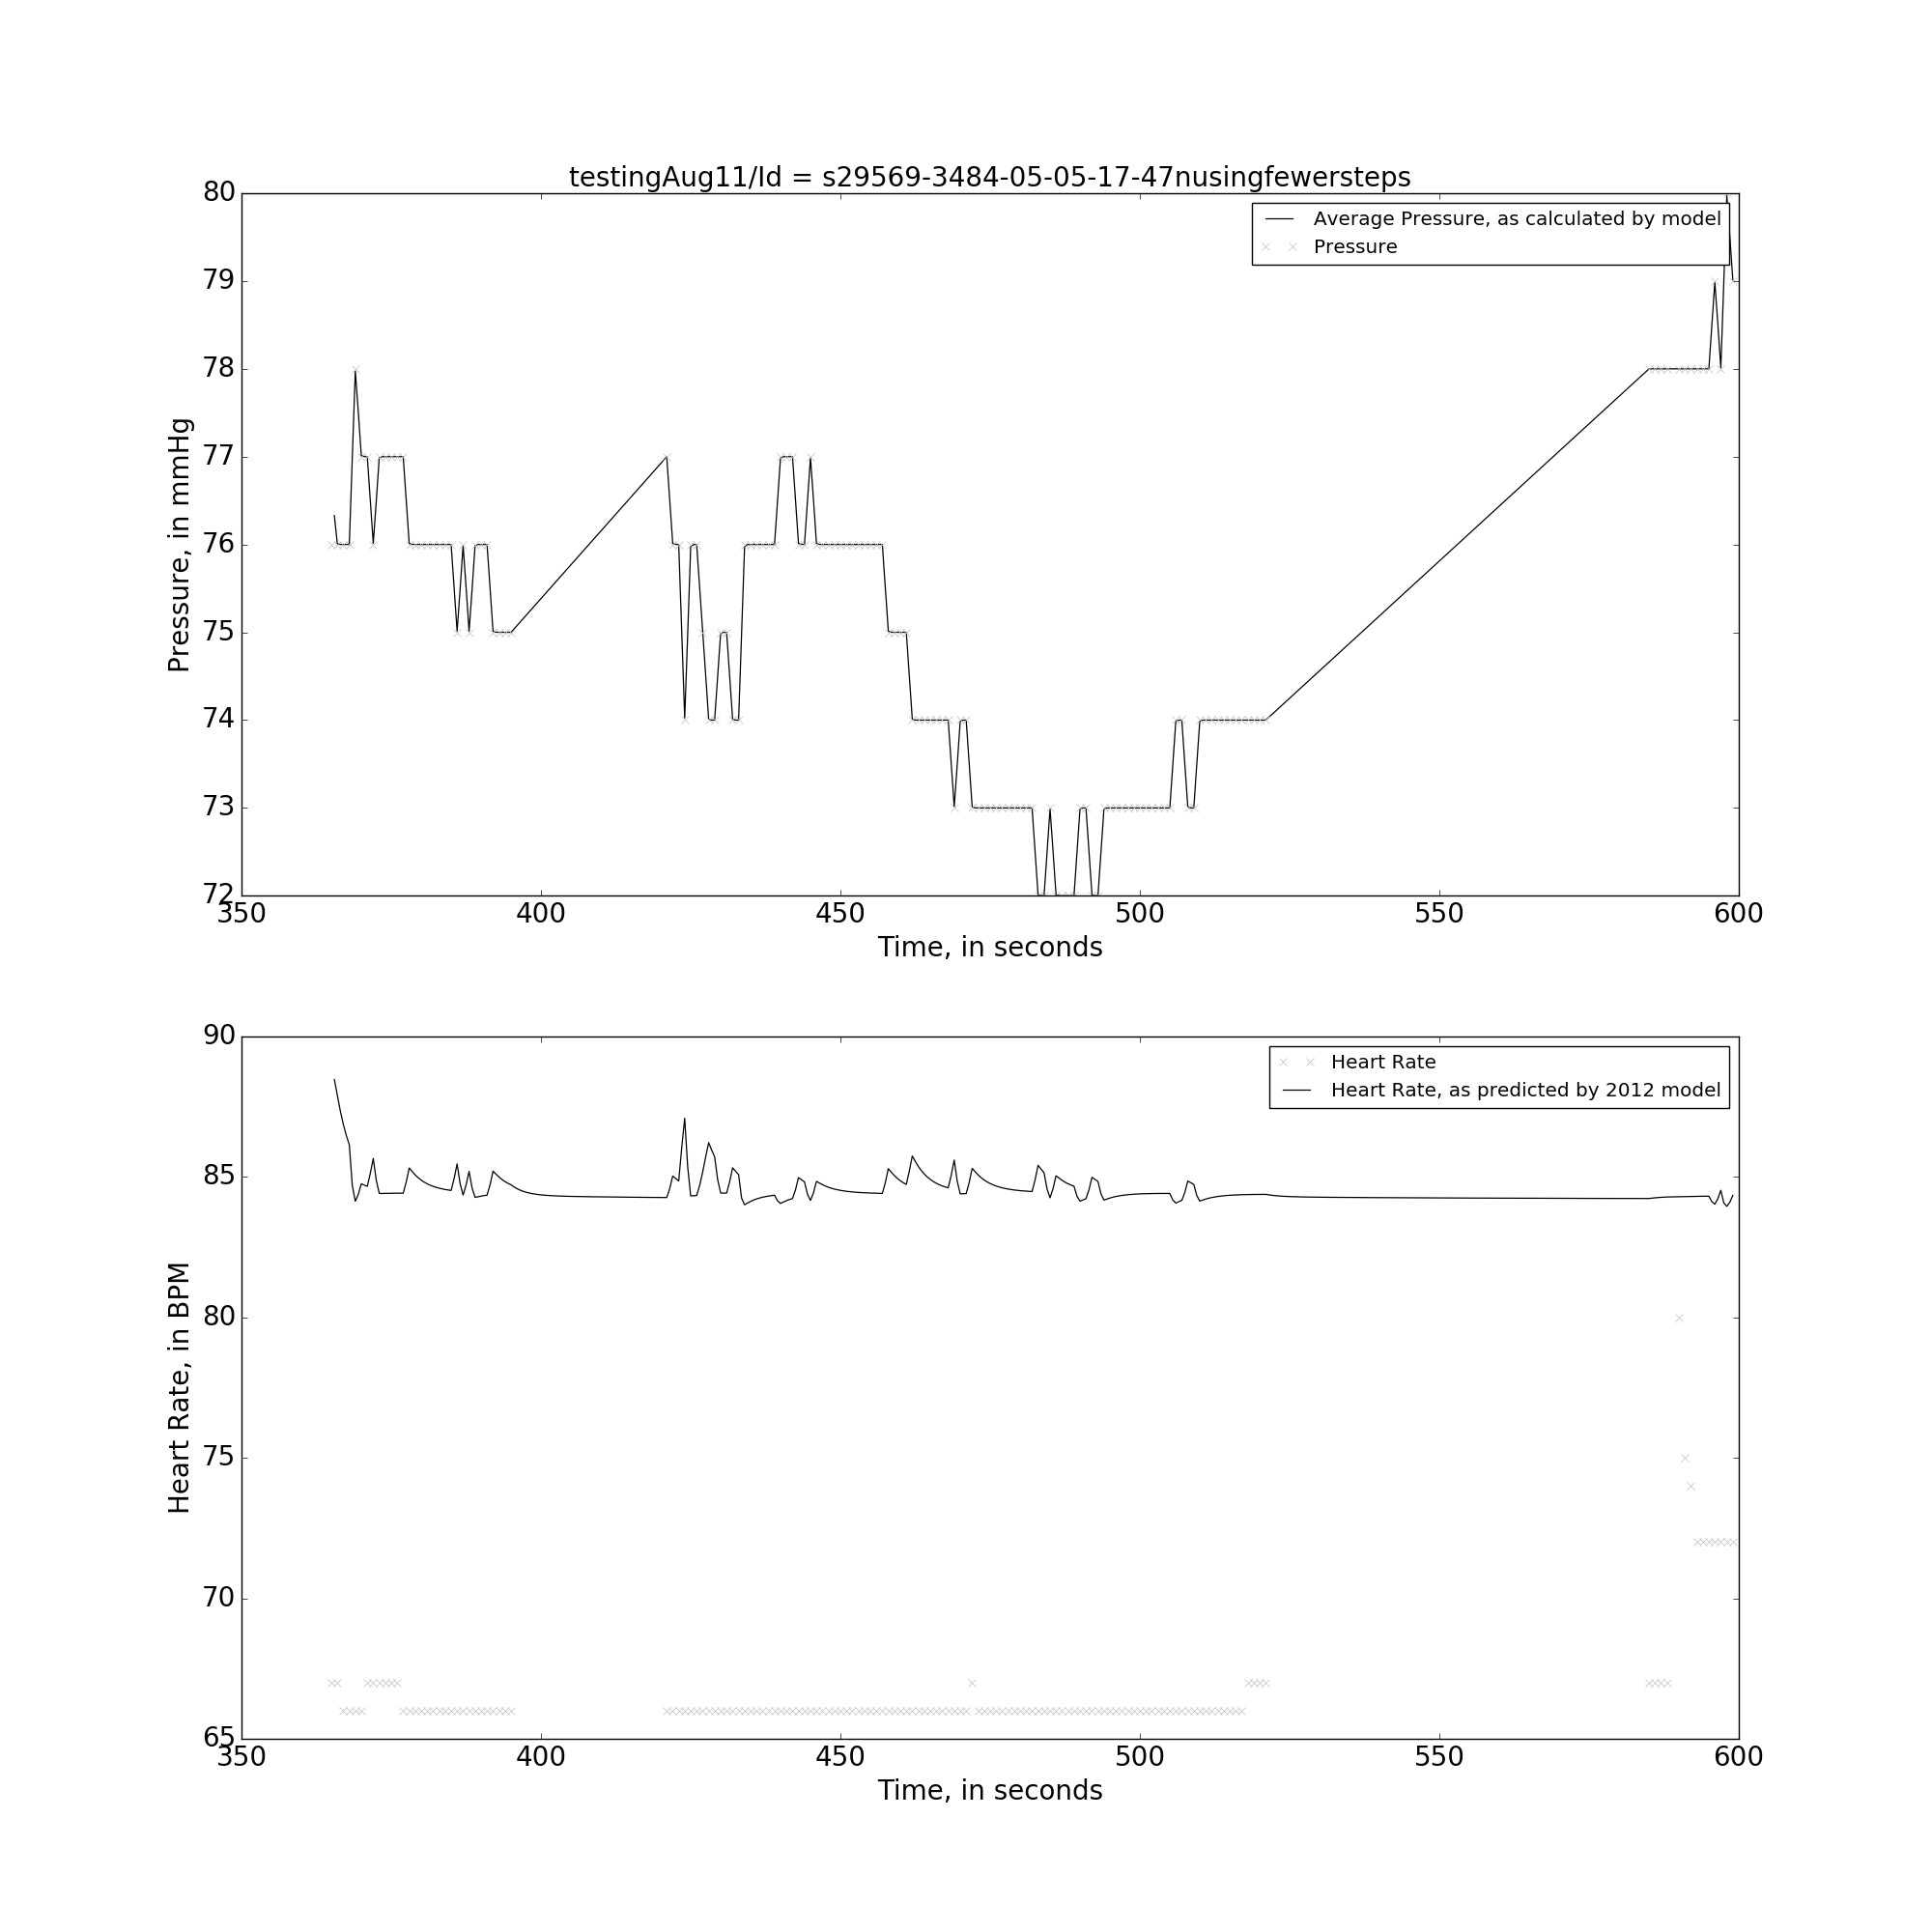 testingAug11/Id = s29569-3484-05-05-17-47nusingfewersteps
80
79
78
77
76
75
74
73
72
Pressure, in mmHg
Average Pressure, as calculated by model
Pressure
350 400 450 500 550 600
Time, in seconds
90
85
80
75
70
65
Heart Rate, in BPM
Heart Rate
Heart Rate, as predicted by 2012 model
350 400 450 500 550 600
Time, in seconds